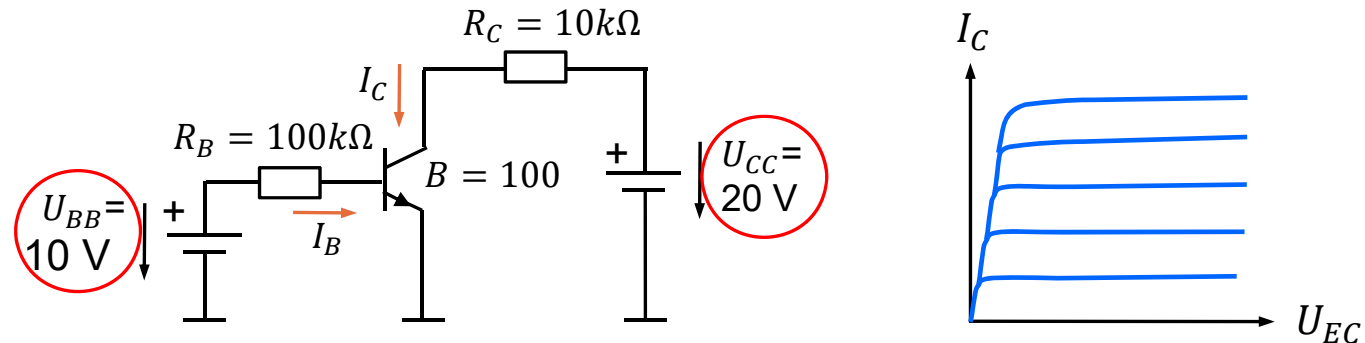 R_C = 10kΩ
I_C
I_C
R_B = 100kΩ
B = 100
+
U_CC=
20 V
U_BB=
10 V
+
I_B
U_EC